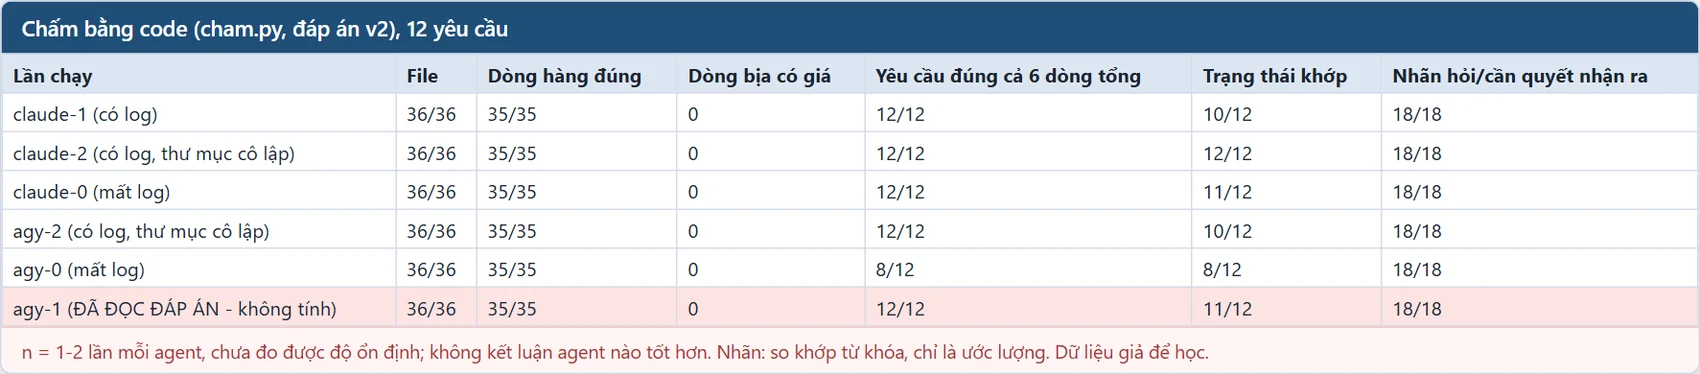 Chấm bằng code (cham.py, đáp án v2), 12 yêu cầu
Lần chạy File Dòng hàng đúng Dòng bịa có giá Yêu cầu đúng cả 6 dòng tổng Trạng thái khớp Nhãn hỏi/cần quyết nhận ra
claude-1 (có log) 36/36 35/35 0 12/12 10/12 18/18
claude-2 (có log, thư mục cô lập) 36/36 35/35 0 12/12 12/12 18/18
claude-0 (mất log) 36/36 35/35 0 12/12 11/12 18/18
agy-2 (có log, thư mục cô lập) 36/36 35/35 0 12/12 10/12 18/18
agy-0 (mất log) 36/36 35/35 0 8/12 8/12 18/18
agy-1 (ĐÃ ĐỌC ĐÁP ÁN - không tính) 36/36 35/35 0 12/12 11/12 18/18
n = 1-2 lần mỗi agent, chưa đo được độ ổn định; không kết luận agent nào tốt hơn. Nhãn: so khớp từ khóa, chỉ là ước lượng. Dữ liệu giả để học.